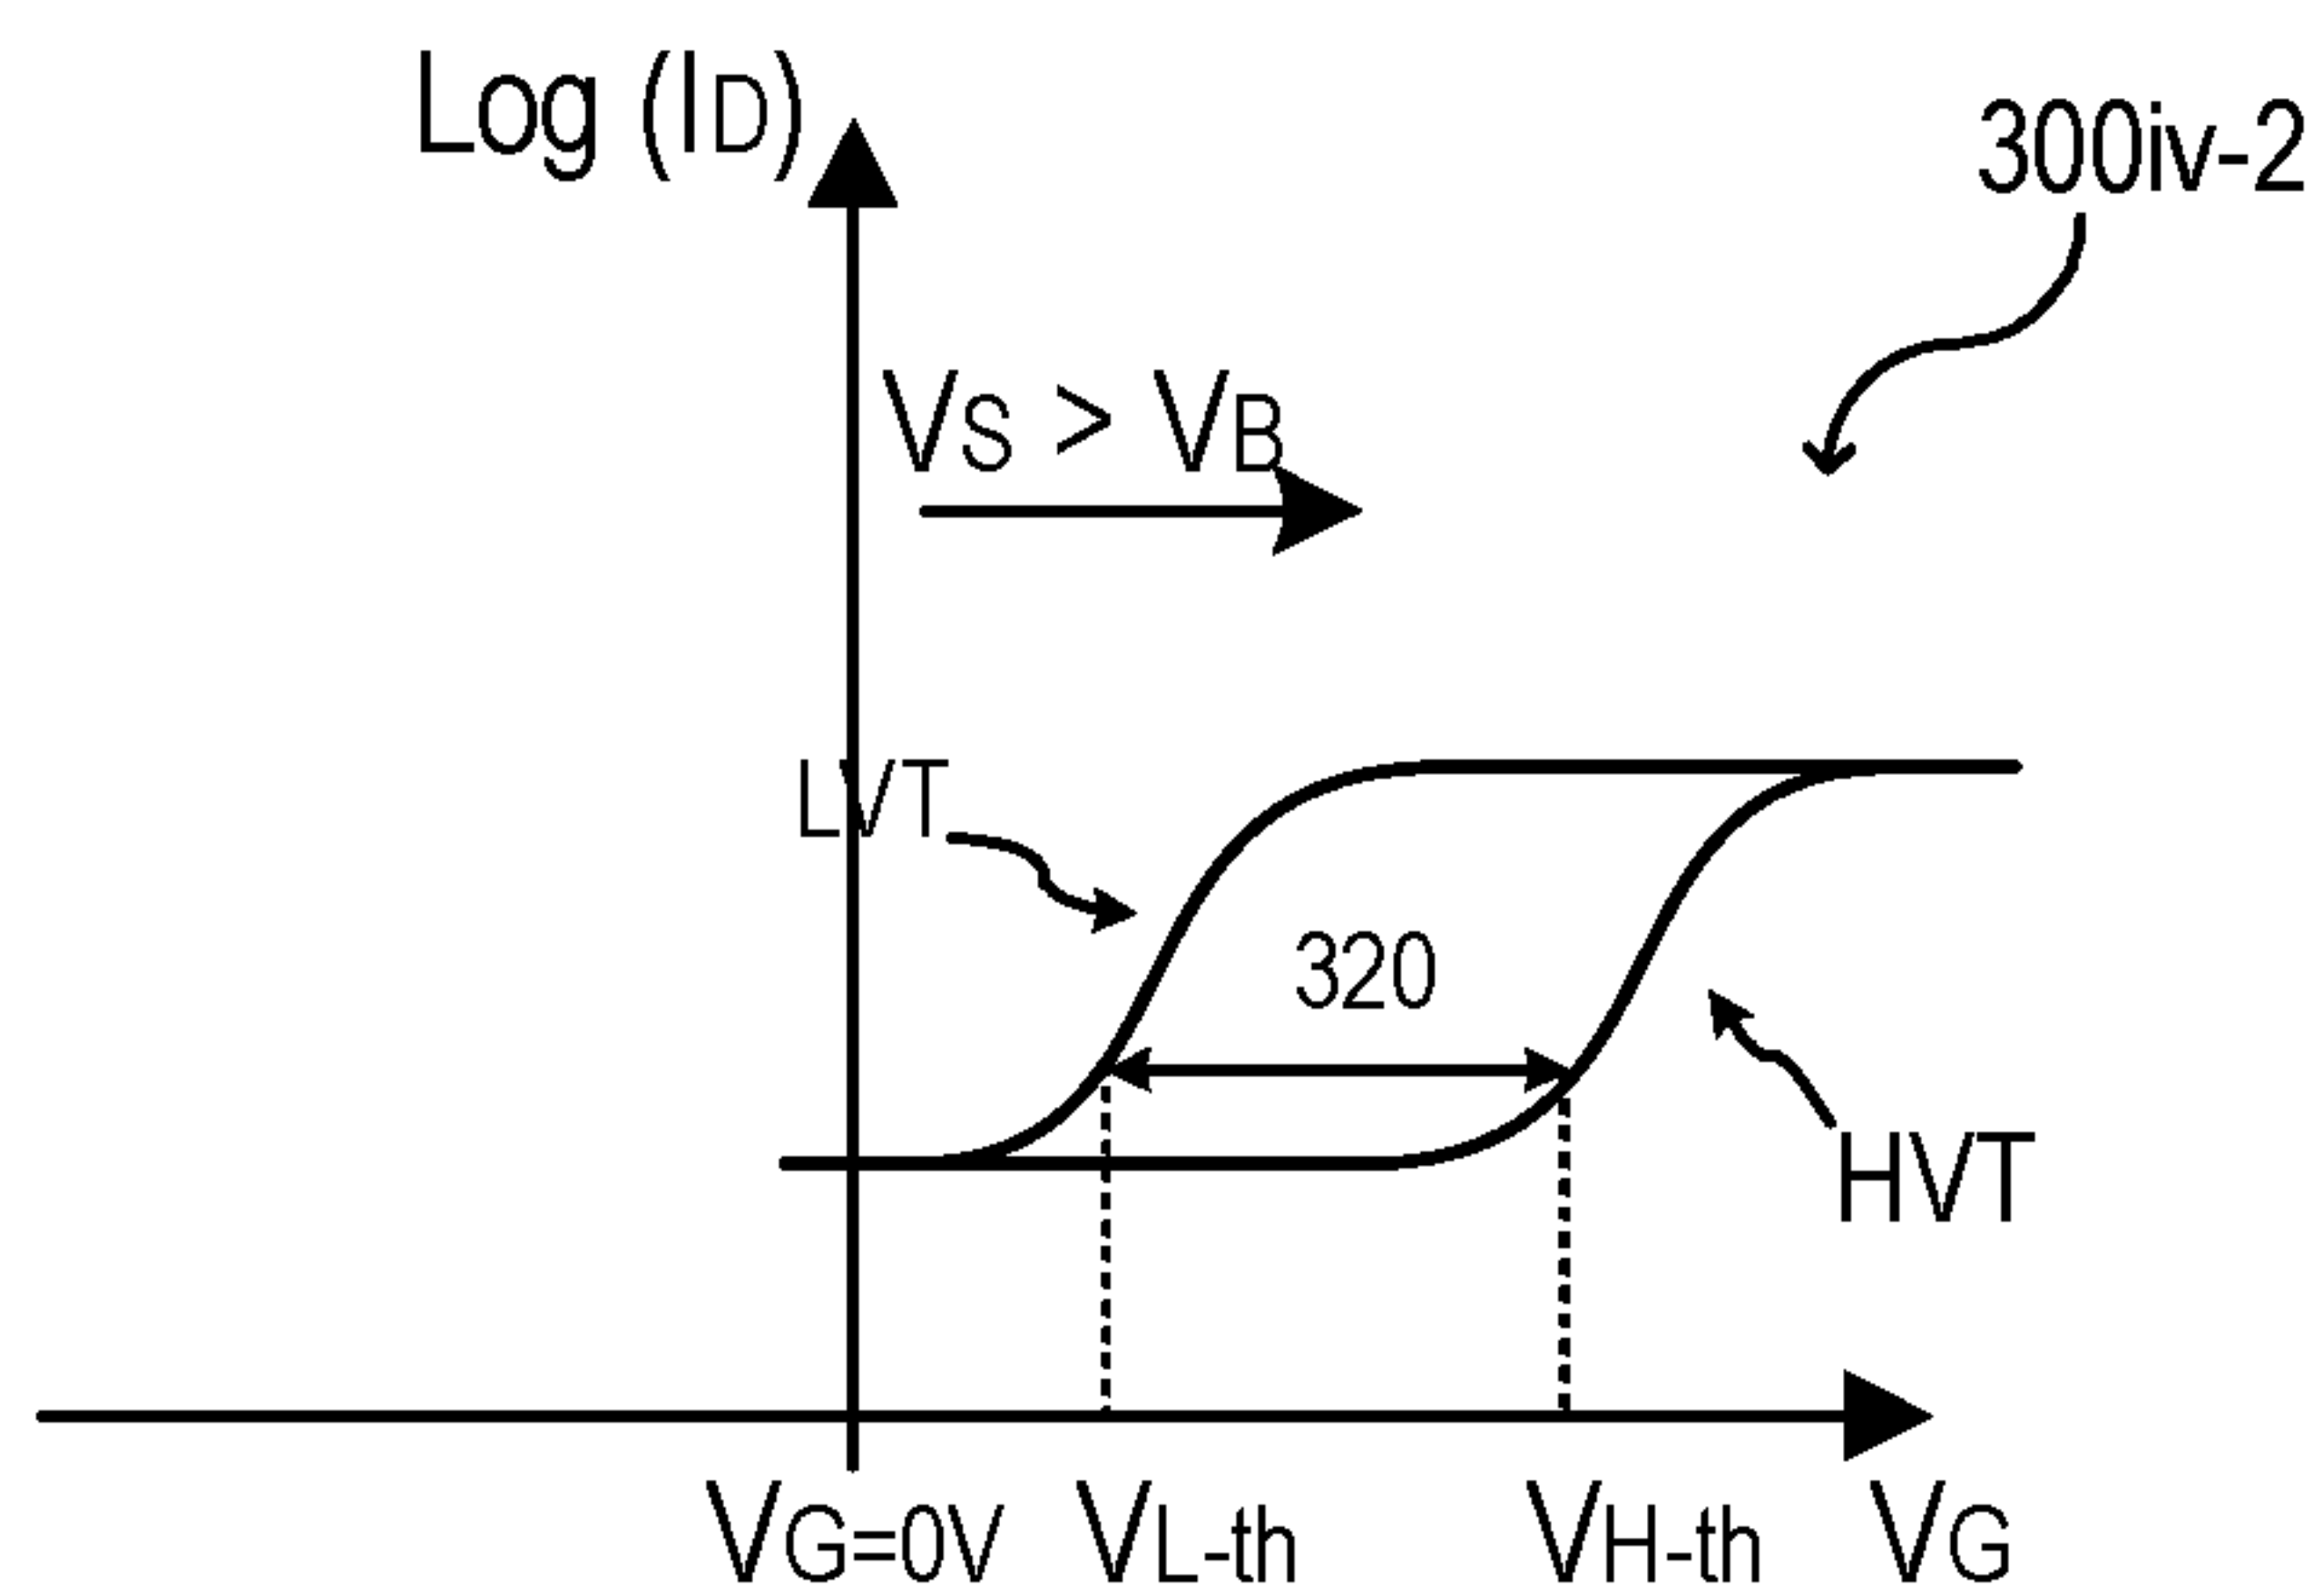 Log (ID)
300iv-2
VS > VB
LVT
320
HVT
VG=0V
VL-th
VH-th
VG